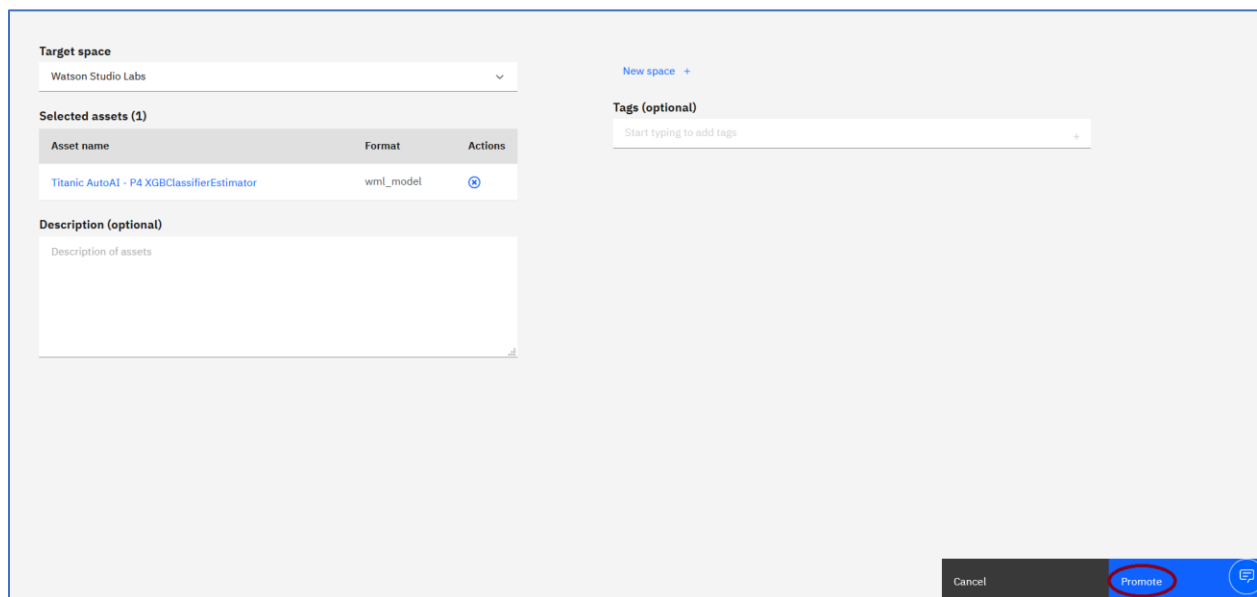 Target space
Watson Studio Labs
New space +
Selected assets (1)
Tags (optional)
Start typing to add tags +
Asset name Format Actions
Titanic AutoAI - P4 XGBClassifierEstimator wml_model
Description (optional)
Description of assets
Cancel Promote